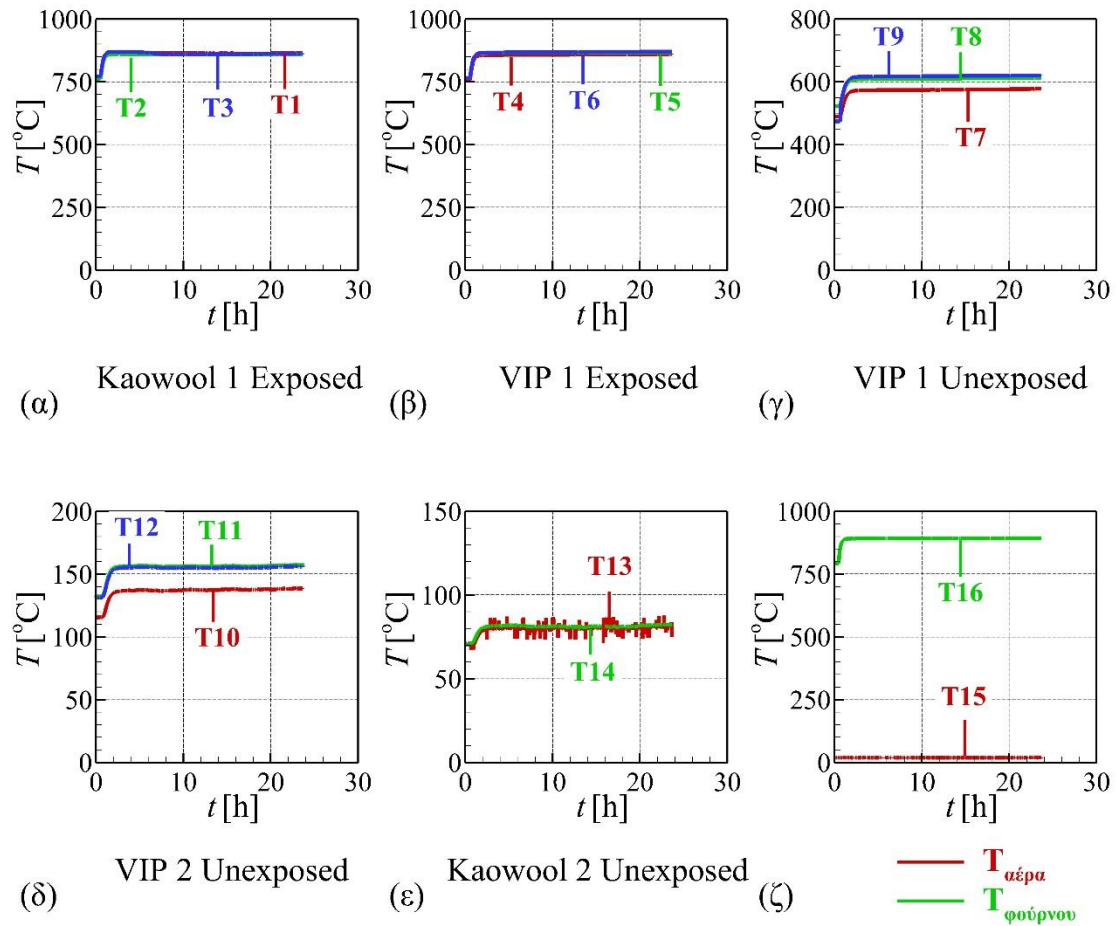 1000
750
500
250
0
T [°C]
T2
T3
T1
0 10 20 30
t [h]
(α) Kaowool 1 Exposed
1000
750
500
250
0
T [°C]
T4
T6
T5
0 10 20 30
t [h]
(β) VIP 1 Exposed
800
600
400
200
0
T [°C]
T9
T8
T7
0 10 20 30
t [h]
(γ) VIP 1 Unexposed
200
150
100
50
0
T [°C]
T12
T11
T10
0 10 20 30
t [h]
(δ) VIP 2 Unexposed
150
100
50
0
T [°C]
T13
T14
0 10 20 30
t [h]
(ε) Kaowool 2 Unexposed
1000
750
500
250
0
T [°C]
T16
T15
0 10 20 30
t [h]
(ζ)
Tαέρα
Tφούρνου